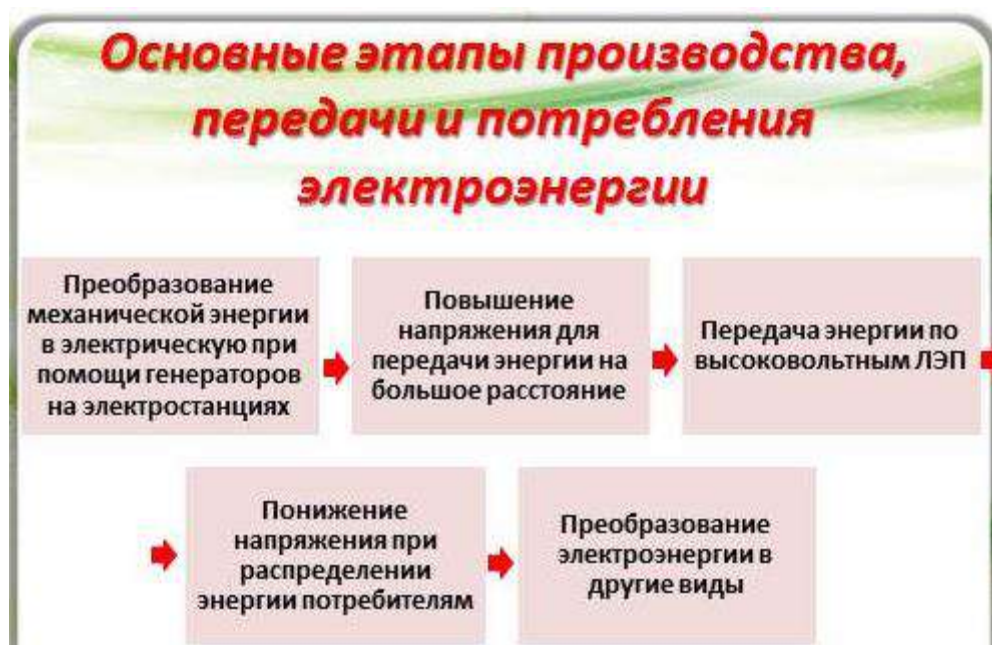 Основные этапы производства,
передачи и потребления
электроэнергии
Преобразование
механической энергии
в электрическую при
помощи генераторов
на электростанциях
Повышение
напряжения для
передачи энергии на
большое расстояние
Передача энергии по
высоковольтным ЛЭП
Понижение
напряжения при
распределении
энергии потребителям
Преобразование
электроэнергии в
другие виды